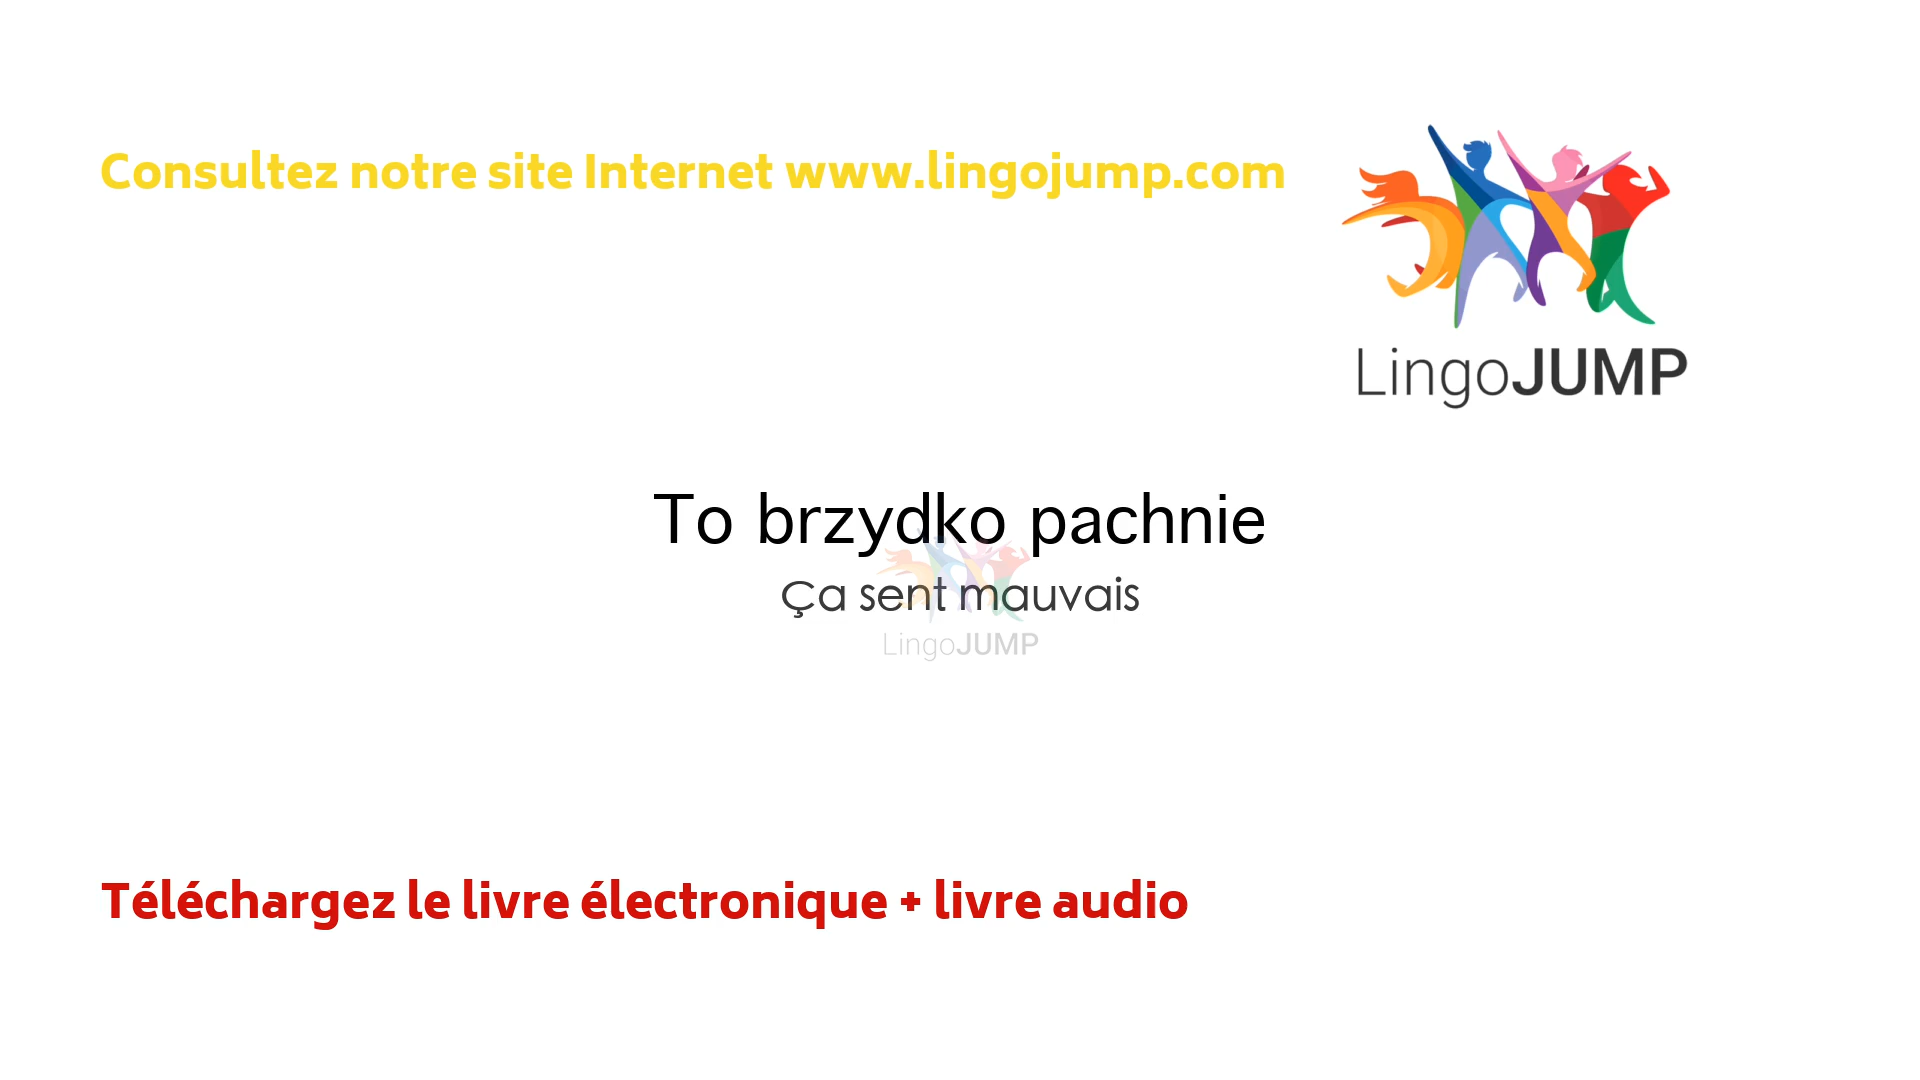 Consultez notre site Internet www.lingojump.com
LingoJUMP
To brzydko pachnie
Ça sent mauvais
LingoJUMP
Téléchargez le livre électronique + livre audio